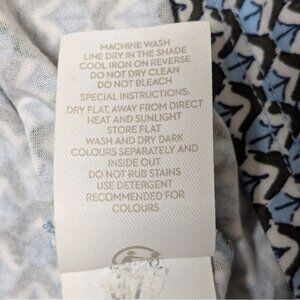 MACHINE WASH
LINE DRY IN THE SHADE
COOL IRON ON REVERSE
DO NOT DRY CLEAN
DO NOT BLEACH
SPECIAL INSTRUCTIONS:
DRY FLAT, AWAY FROM DIRECT
HEAT AND SUNLIGHT
STORE FLAT
WASH AND DRY DARK
COLOURS SEPARATELY AND
INSIDE OUT
DO NOT RUB STAINS
USE DETERGENT
RECOMMENDED FOR
COLOURS